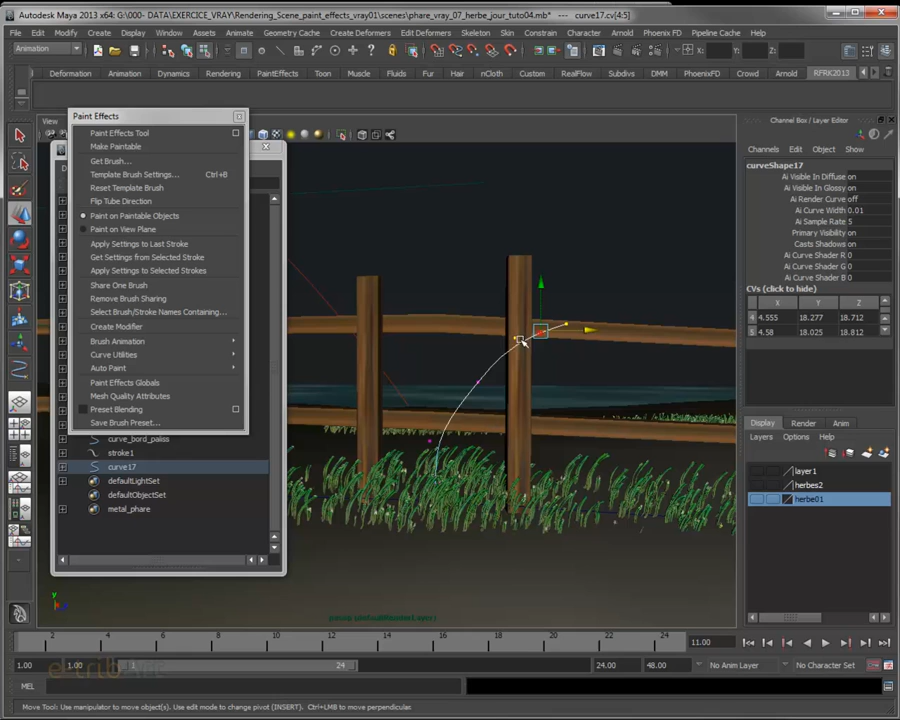 Autodesk Maya 2013 x64: G:\000- DATA\EXERCICE_VRAY\Rendering_Scene_paint_effects_vray01\scenes\phare_vray_07_herbe_jour_tuto04.mb* --- curve17.cv[4:5]
File Edit Modify Create Display Window Assets Geometry Cache Create Deformers Edit Deformers Skeleton Skin Constrain Character Arnold Phoenix FD Pipeline Cache Help
Animation X: Y: Z:
Deformation Animation Dynamics Rendering PaintEffects Toon Muscle Fluids Fur Hair nCloth Custom RealFlow Subdivs DMM PhoenixFD Crowd Arnold RFRK2013
Paint Effects
Paint Effects Tool
Make Paintable
Get Brush...
Template Brush Settings... Ctrl+8
Reset Template Brush
Flip Tube Direction
Paint on Paintable Objects
Paint on View Plane
Apply Settings to Last Stroke
Get Settings from Selected Stroke
Apply Settings to Selected Strokes
Share One Brush
Remove Brush Sharing
Select Brush/Stroke Names Containing...
Create Modifier
Brush Animation
Curve Utilities
Auto Paint
Paint Effects Globals
Mesh Quality Attributes
Preset Blending
Save Brush Preset...
View
curve_bord_paliss
stroke1
curve17
defaultLightSet
defaultObjectSet
metal_phare
persp (defaultRenderLayer)
y
Channel Box / Layer Editor
Channels Edit Object Show
curveShape17
Ai Visible In Diffuse on
Ai Visible In Glossy on
Ai Render Curve off
Ai Curve Width 0.01
Ai Sample Rate 5
Primary Visibility on
Casts Shadows on
Ai Curve Shader R 0
Ai Curve Shader G 0
Ai Curve Shader B 0
CVs (click to hide)
X Y Z
4 4.555 18.277 18.712
5 4.58 18.025 18.812
Display Render Anim
Layers Options Help
layer1
herbes2
herbe01
2 4 6 8 10 12 14 16 18 20 22 24
11.00
1.00 1.00 1 24 24.00 48.00 No Anim Layer No Character Set
MEL
Move Tool: Use manipulator to move object(s). Use edit mode to change pivot (INSERT). Ctrl+LMB to move perpendicular.